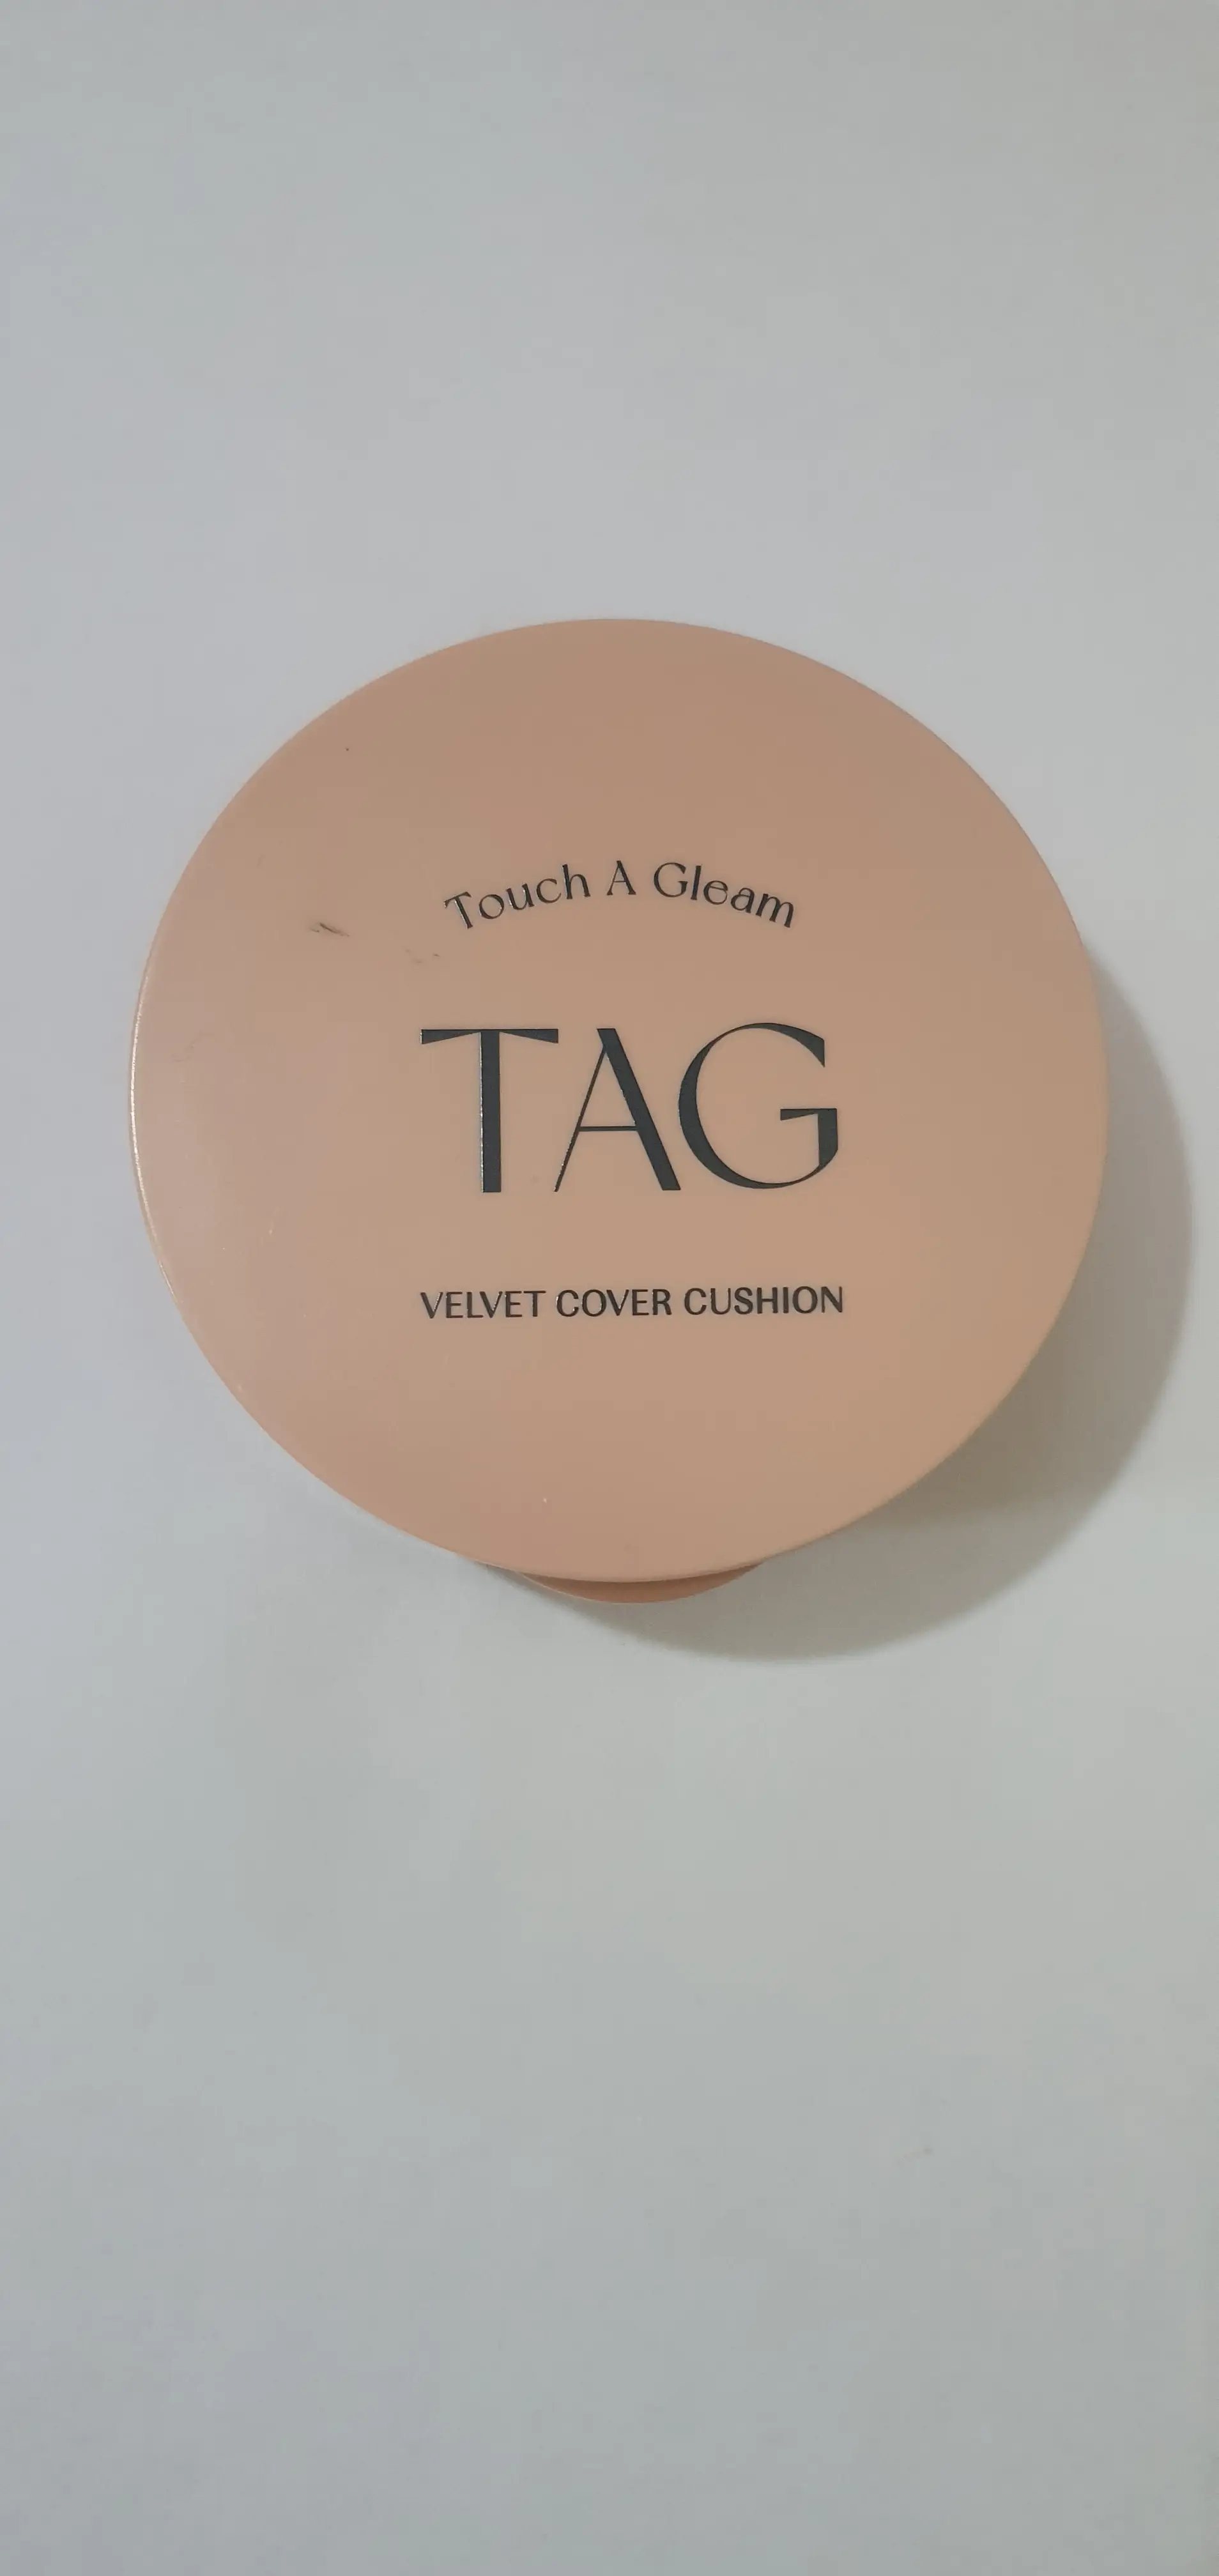 Touch A Gleam
TAG
VELVET COVER CUSHION